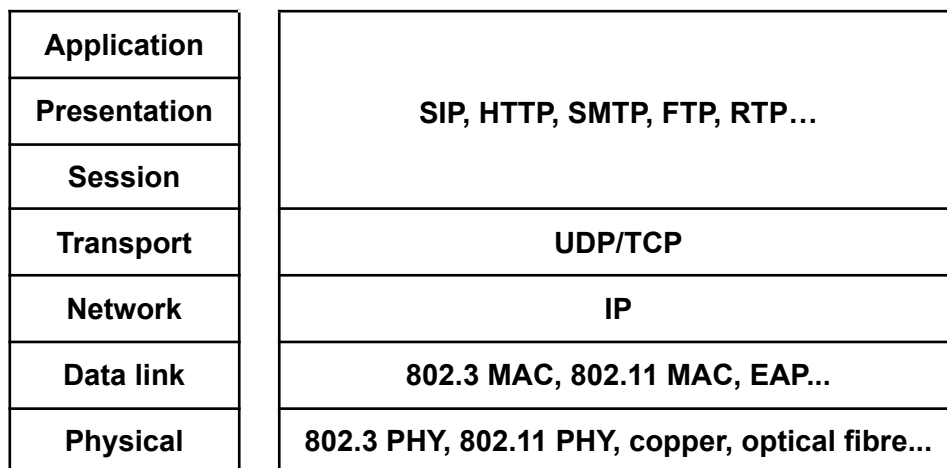 Application
Presentation
Session
SIP, HTTP, SMTP, FTP, RTP…
Transport
UDP/TCP
Network
IP
Data link
802.3 MAC, 802.11 MAC, EAP...
Physical
802.3 PHY, 802.11 PHY, copper, optical fibre...